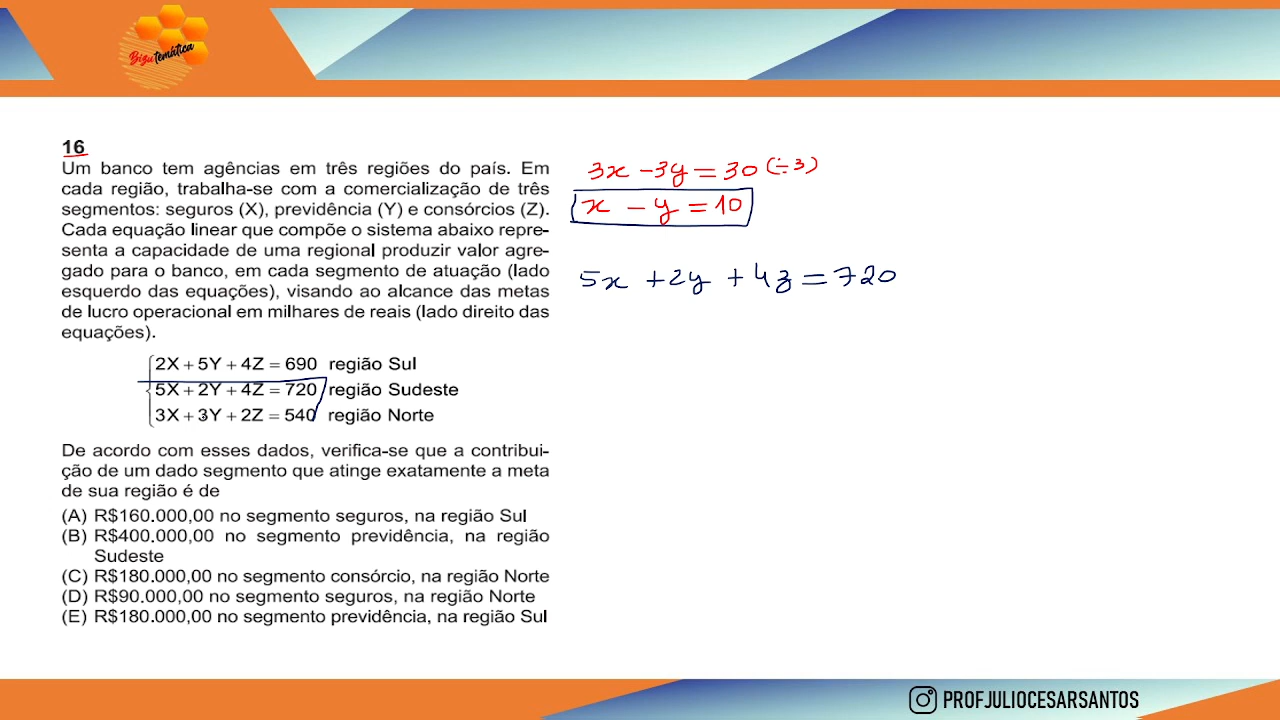 Bizutemática
16
Um banco tem agências em três regiões do país. Em
cada região, trabalha-se com a comercialização de três
segmentos: seguros (X), previdência (Y) e consórcios (Z).
Cada equação linear que compõe o sistema abaixo repre-
senta a capacidade de uma regional produzir valor agre-
gado para o banco, em cada segmento de atuação (lado
esquerdo das equações), visando ao alcance das metas
de lucro operacional em milhares de reais (lado direito das
equações).
2X + 5Y + 4Z = 690 região Sul
5X + 2Y + 4Z = 720 região Sudeste
3X + 3Y + 2Z = 540 região Norte
De acordo com esses dados, verifica-se que a contribui-
ção de um dado segmento que atinge exatamente a meta
de sua região é de
(A) R$160.000,00 no segmento seguros, na região Sul
(B) R$400.000,00 no segmento previdência, na região
Sudeste
(C) R$180.000,00 no segmento consórcio, na região Norte
(D) R$90.000,00 no segmento seguros, na região Norte
(E) R$180.000,00 no segmento previdência, na região Sul
3x - 3y = 30 (÷3)
x - y = 10
5x + 2y + 4z = 720
PROFJULIOCESARSANTOS